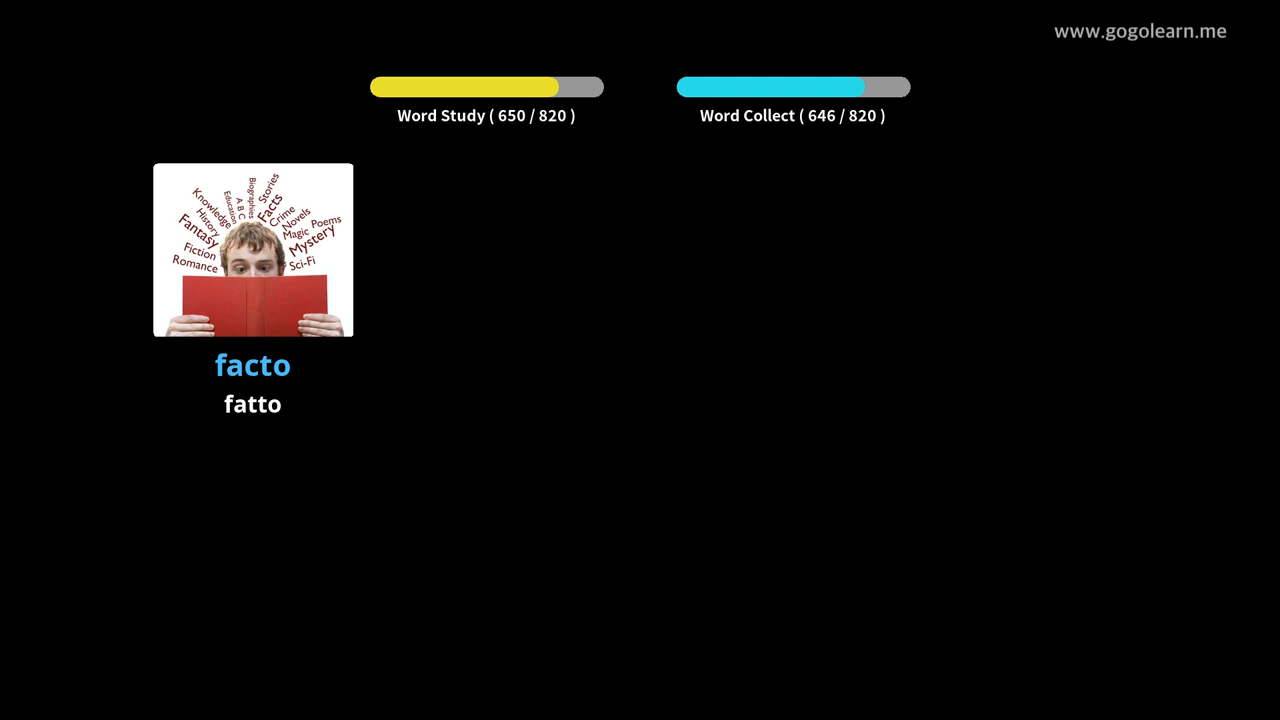 www.gogolearn.me
Word Study ( 650 / 820 )
Word Collect ( 646 / 820 )
Knowledge
History
Fantasy
Fiction
Romance
Education
A B C
Biographies
Stories
Facts
Crime
Novels
Magic
Poems
Mystery
Sci-Fi
facto
fatto